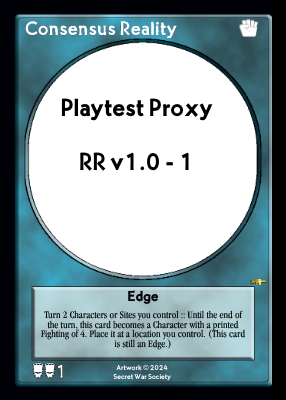 Consensus Reality
Playtest Proxy
RR v1.0 - 1
Edge
Turn 2 Characters or Sites you control :: Until the end
of the turn, this card becomes a Character with a printed
Fighting of 4. Place it at a location you control. (This card
is still an Edge.)
1
Artwork © 2024
Secret War Society